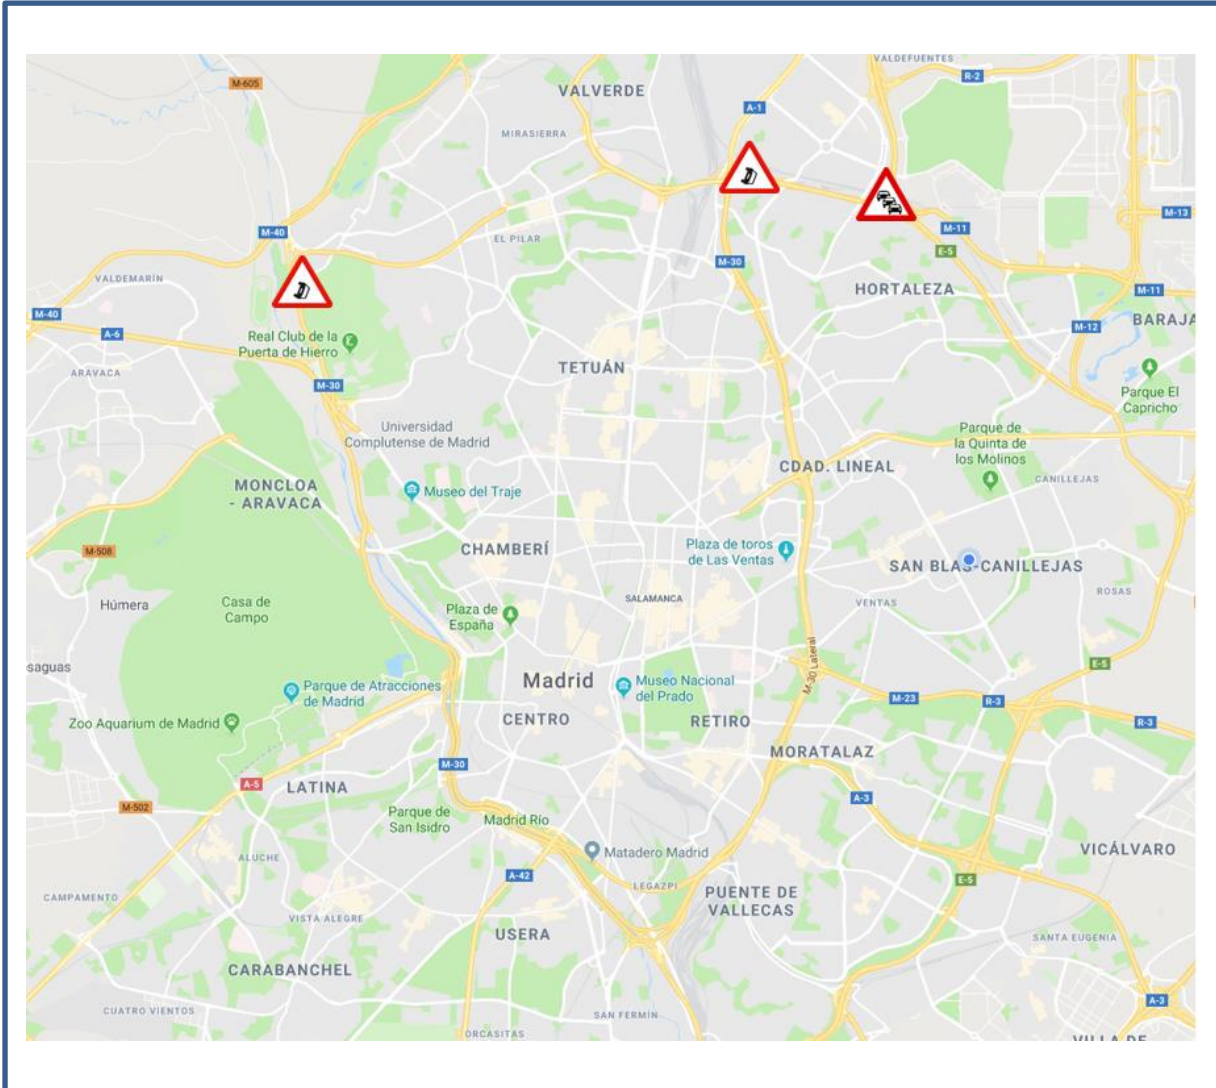 VALDEFUENTES
R-2
M-605
VALVERDE
A-1
MIRASIERRA
M-13
M-11
M-40
EL PILAR
E-5
M-30
VALDEMARÍN
HORTALEZA
M-11
M-40
BARAJA
M-12
A-6
Real Club de la
Puerta de Hierro
TETUÁN
ARAVACA
M-30
Parque El
Capricho
Universidad
Complutense de Madrid
Parque de
la Quinta de
los Molinos
CDAD. LINEAL
CANILLEJAS
MONCLOA
- ARAVACA
Museo del Traje
M-508
CHAMBERÍ
Plaza de toros
de Las Ventas
SAN BLAS-CANILLEJAS
ROSAS
Húmera
Casa de
Campo
SALAMANCA
VENTAS
Plaza de
España
M-30 Lateral
saguas
E-5
Madrid
Museo Nacional
del Prado
Parque de Atracciones
de Madrid
M-23
R-3
Zoo Aquarium de Madrid
CENTRO
RETIRO
R-3
MORATALAZ
M-30
A-5
LATINA
M-502
A-3
Parque de
San Isidro
Madrid Río
Matadero Madrid
VICÁLVARO
ALUCHE
A-42
LEGAZPI
E-5
CAMPAMENTO
PUENTE DE
VALLECAS
VISTA ALEGRE
USERA
SANTA EUGENIA
CARABANCHEL
A-3
CUATRO VIENTOS
SAN FERMÍN
ORCASITAS
VILLA DE